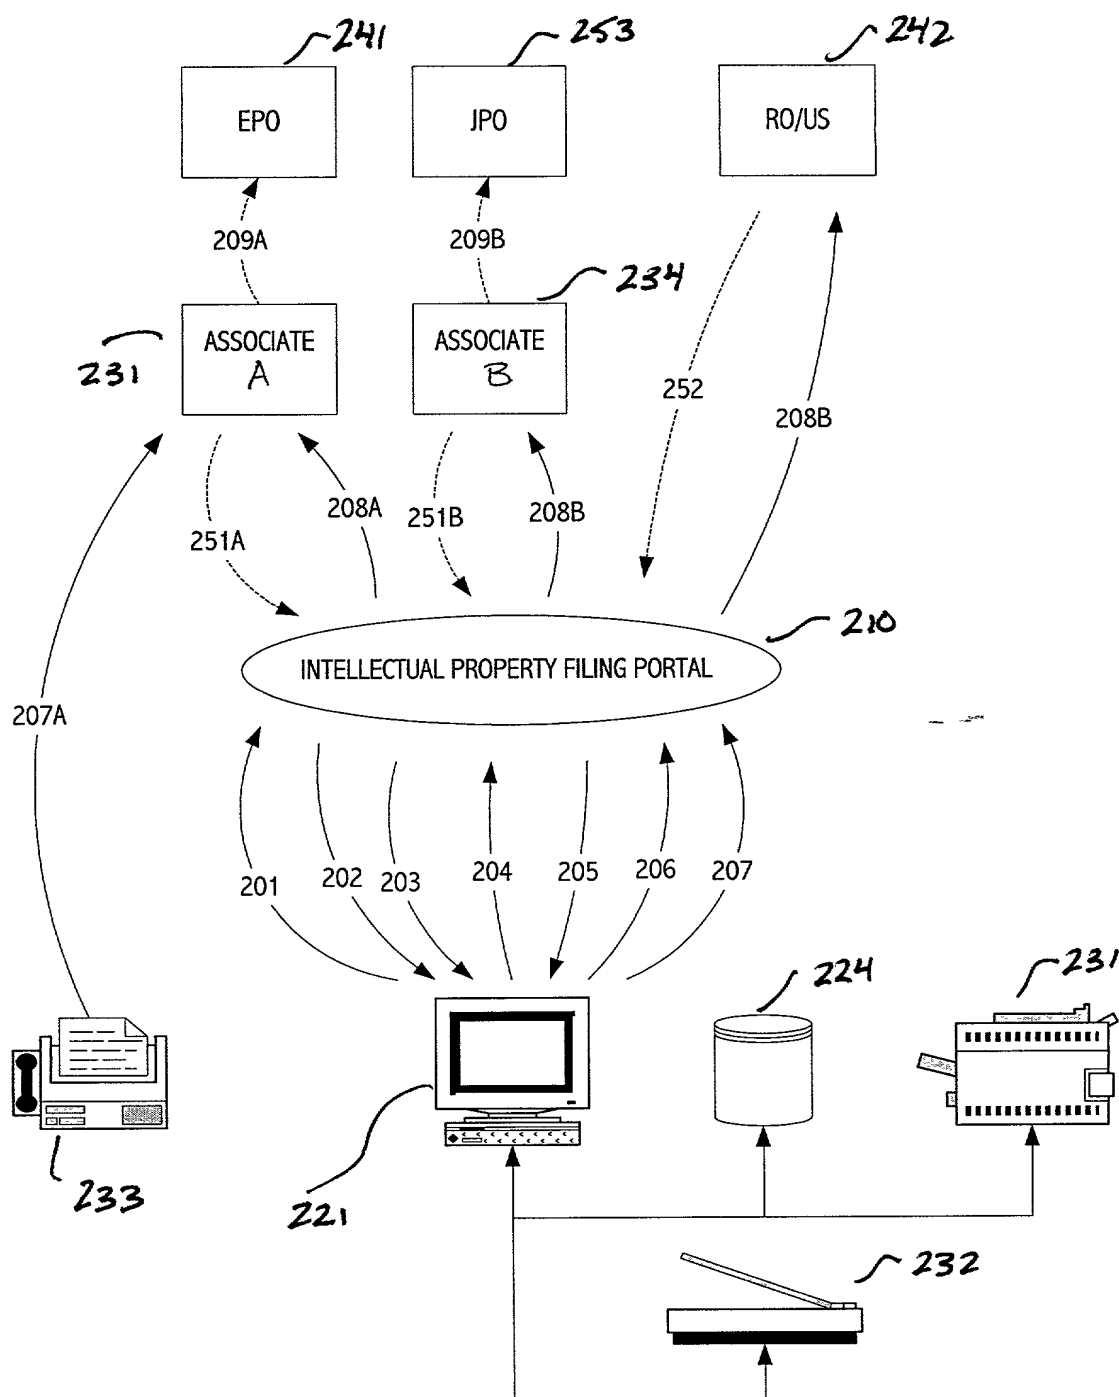 241
253
242
EPO
JPO
RO/US
209A
209B
234
ASSOCIATE
A
ASSOCIATE
B
231
252
208B
208A
251B
208B
251A
210
INTELLECTUAL PROPERTY FILING PORTAL
207A
201
202
203
204
205
206
207
224
231
233
221
232